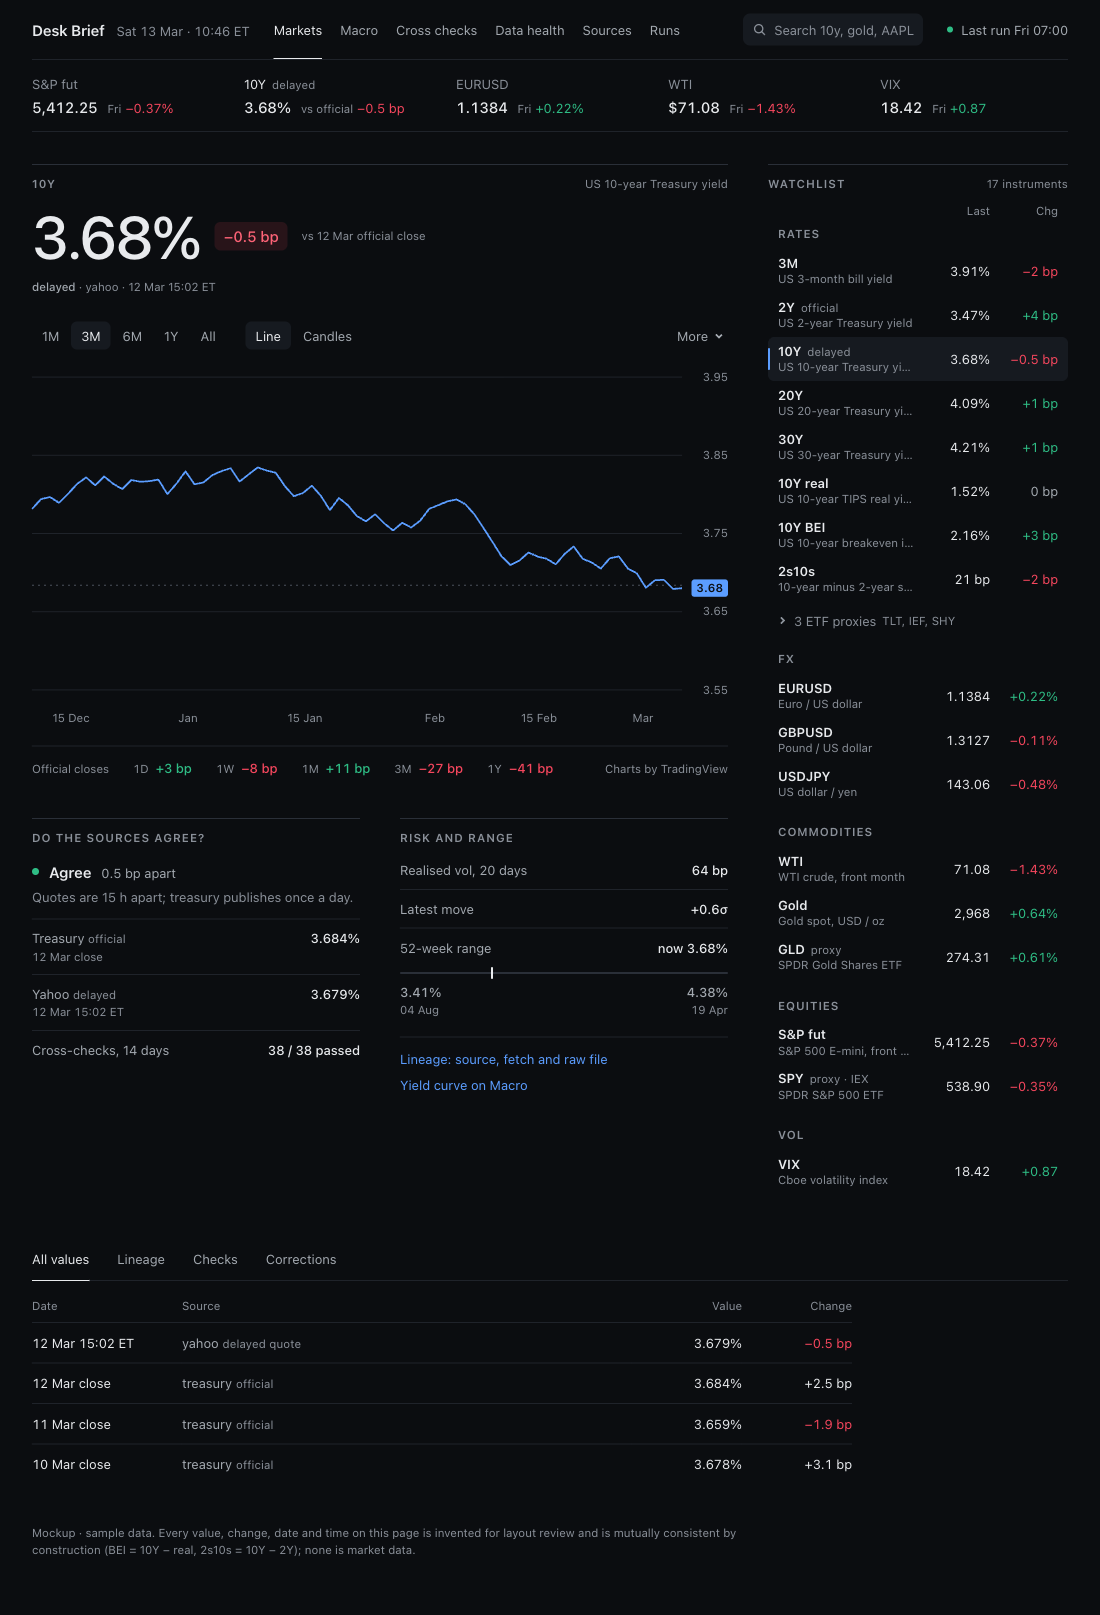 Desk Brief Sat 13 Mar · 10:46 ET Markets Macro Cross checks Data health Sources Runs Search 10y, gold, AAPL Last run Fri 07:00
S&P fut 10Y delayed EURUSD WTI VIX
5,412.25 Fri −0.37% 3.68% vs official −0.5 bp 1.1384 Fri +0.22% $71.08 Fri −1.43% 18.42 Fri +0.87
10Y US 10-year Treasury yield
3.68% −0.5 bp vs 12 Mar official close
delayed · yahoo · 12 Mar 15:02 ET
1M 3M 6M 1Y All Line Candles More
3.95
3.85
3.75
3.68
3.65
3.55
15 Dec Jan 15 Jan Feb 15 Feb Mar
Official closes 1D +3 bp 1W −8 bp 1M +11 bp 3M −27 bp 1Y −41 bp Charts by TradingView
DO THE SOURCES AGREE?
Agree 0.5 bp apart
Quotes are 15 h apart; treasury publishes once a day.
Treasury official 3.684%
12 Mar close
Yahoo delayed 3.679%
12 Mar 15:02 ET
Cross-checks, 14 days 38 / 38 passed
RISK AND RANGE
Realised vol, 20 days 64 bp
Latest move +0.6σ
52-week range now 3.68%
3.41% 4.38%
04 Aug 19 Apr
Lineage: source, fetch and raw file
Yield curve on Macro
WATCHLIST 17 instruments
Last Chg
RATES
3M 3.91% −2 bp
US 3-month bill yield
2Y official 3.47% +4 bp
US 2-year Treasury yield
10Y delayed 3.68% −0.5 bp
US 10-year Treasury yi...
20Y 4.09% +1 bp
US 20-year Treasury yi...
30Y 4.21% +1 bp
US 30-year Treasury yi...
10Y real 1.52% 0 bp
US 10-year TIPS real yi...
10Y BEI 2.16% +3 bp
US 10-year breakeven i...
2s10s 21 bp −2 bp
10-year minus 2-year s...
3 ETF proxies TLT, IEF, SHY
FX
EURUSD 1.1384 +0.22%
Euro / US dollar
GBPUSD 1.3127 −0.11%
Pound / US dollar
USDJPY 143.06 −0.48%
US dollar / yen
COMMODITIES
WTI 71.08 −1.43%
WTI crude, front month
Gold 2,968 +0.64%
Gold spot, USD / oz
GLD proxy 274.31 +0.61%
SPDR Gold Shares ETF
EQUITIES
S&P fut 5,412.25 −0.37%
S&P 500 E-mini, front ...
SPY proxy · IEX 538.90 −0.35%
SPDR S&P 500 ETF
VOL
VIX 18.42 +0.87
Cboe volatility index
All values Lineage Checks Corrections
Date Source Value Change
12 Mar 15:02 ET yahoo delayed quote 3.679% −0.5 bp
12 Mar close treasury official 3.684% +2.5 bp
11 Mar close treasury official 3.659% −1.9 bp
10 Mar close treasury official 3.678% +3.1 bp
Mockup · sample data. Every value, change, date and time on this page is invented for layout review and is mutually consistent by
construction (BEI = 10Y − real, 2s10s = 10Y − 2Y); none is market data.